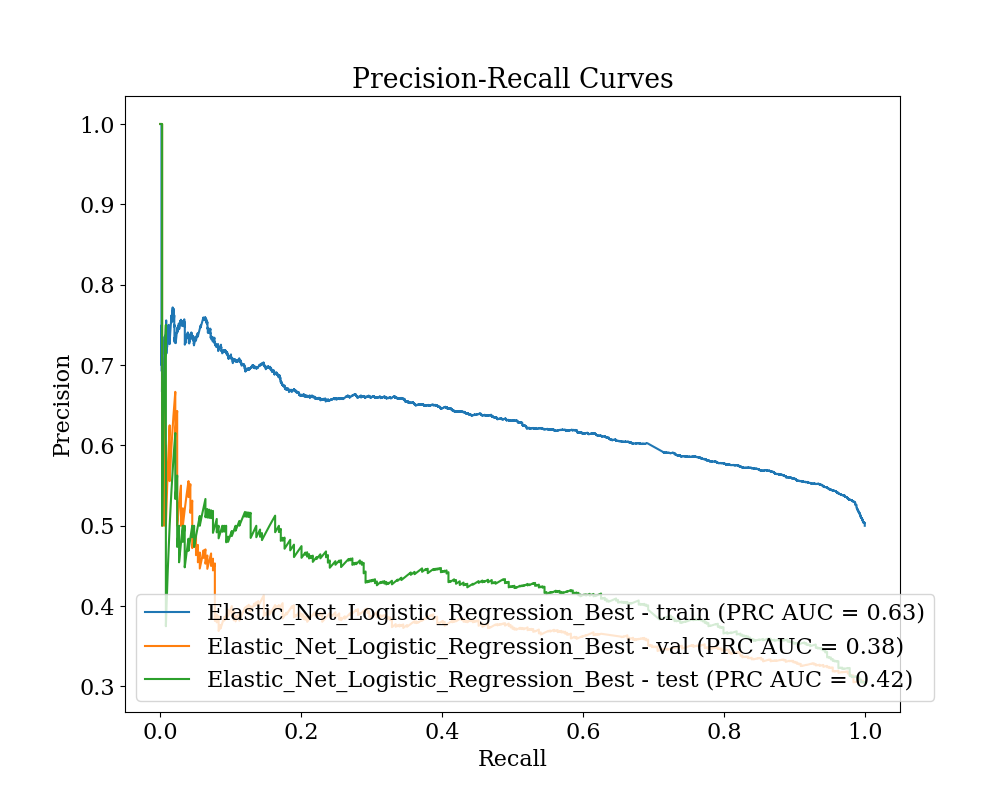 Precision-Recall Curves
1.0
0.9
0.8
0.7
0.6
0.5
0.4
0.3
Precision
Elastic_Net_Logistic_Regression_Best - train (PRC AUC = 0.63)
Elastic_Net_Logistic_Regression_Best - val (PRC AUC = 0.38)
Elastic_Net_Logistic_Regression_Best - test (PRC AUC = 0.42)
0.0 0.2 0.4 0.6 0.8 1.0
Recall